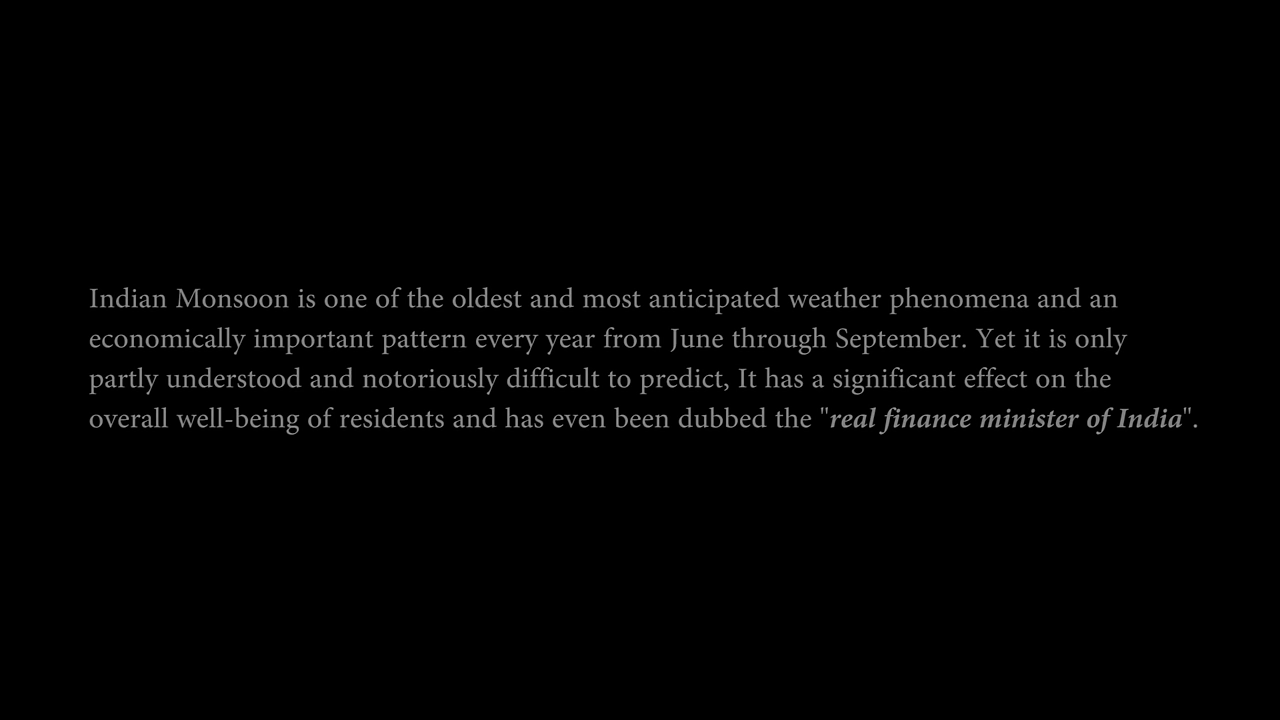 Indian Monsoon is one of the oldest and most anticipated weather phenomena and an
economically important pattern every year from June through September. Yet it is only
partly understood and notoriously difficult to predict, It has a significant effect on the
overall well-being of residents and has even been dubbed the "real finance minister of India".